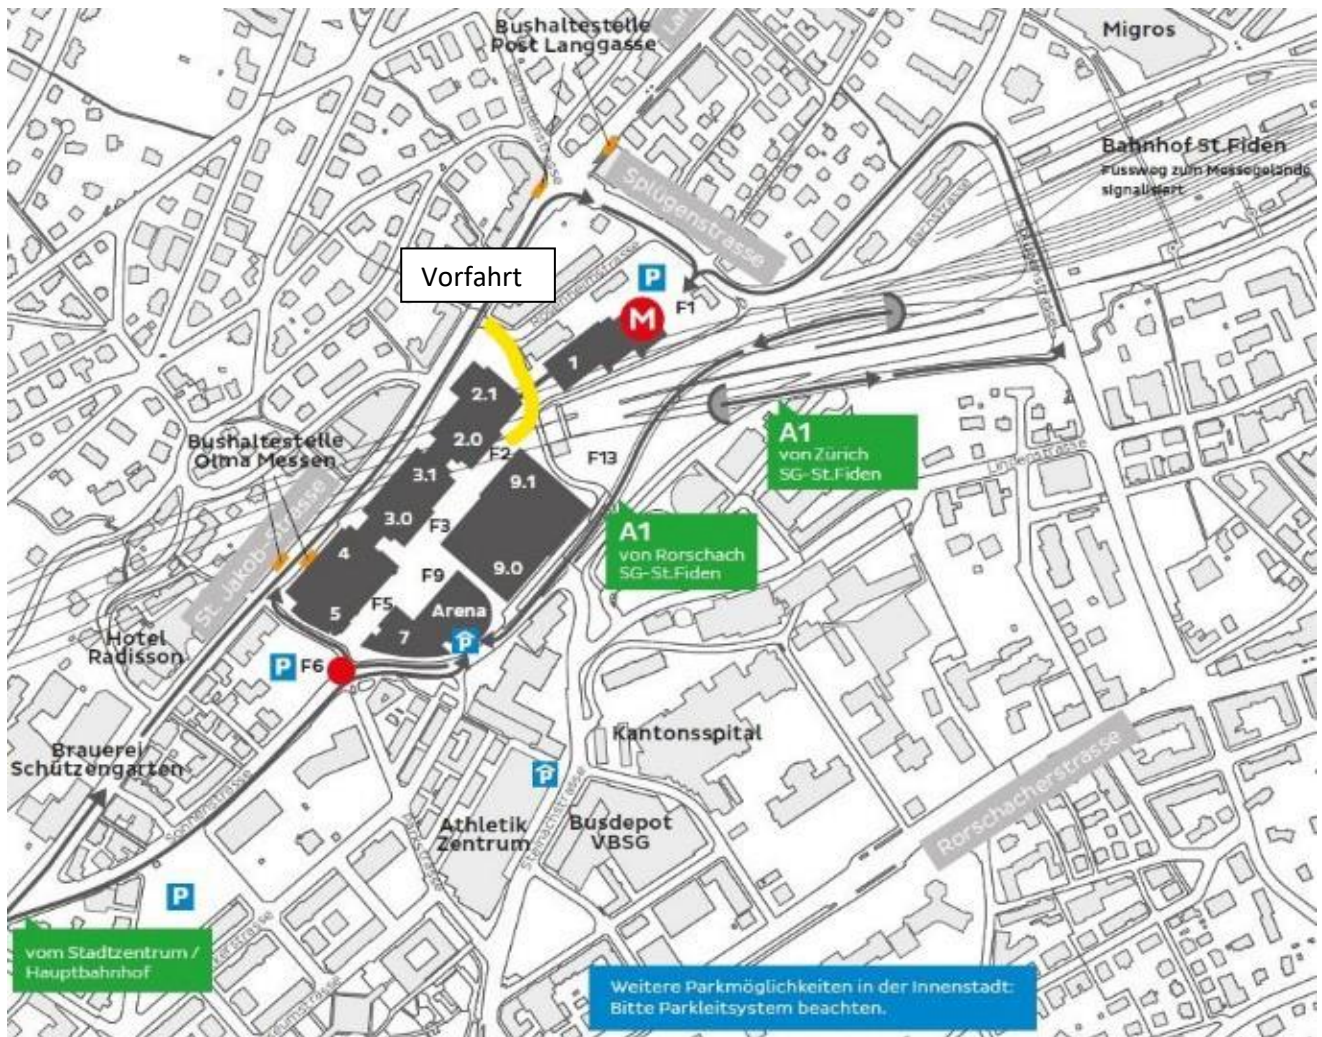 Bushaltestelle
Post Langgasse
Migros
Bahnhof St.Fiden
Fussweg zum Messegelände
signalisiert
Splügenstrasse
Vorfahrt
P
M
F1
1
2.1
2.0
F2
F13
3.1
9.1
3.0
F3
4
F9
9.0
5
F5
Arena
7
P
A1
von Zürich
SG-St.Fiden
A1
von Rorschach
SG-St.Fiden
Lindenstrasse
Bushaltestelle
Olma Messen
St. Jakob-Strasse
Hotel
Radisson
P
F6
Brauerei
Schützengarten
Sonnenstrasse
Kantonsspital
P
Athletik
Zentrum
Parkstrasse
Steinachstrasse
Busdepot
VBSG
Rorschacherstrasse
P
vom Stadtzentrum /
Hauptbahnhof
Weitere Parkmöglichkeiten in der Innenstadt:
Bitte Parkleitsystem beachten.